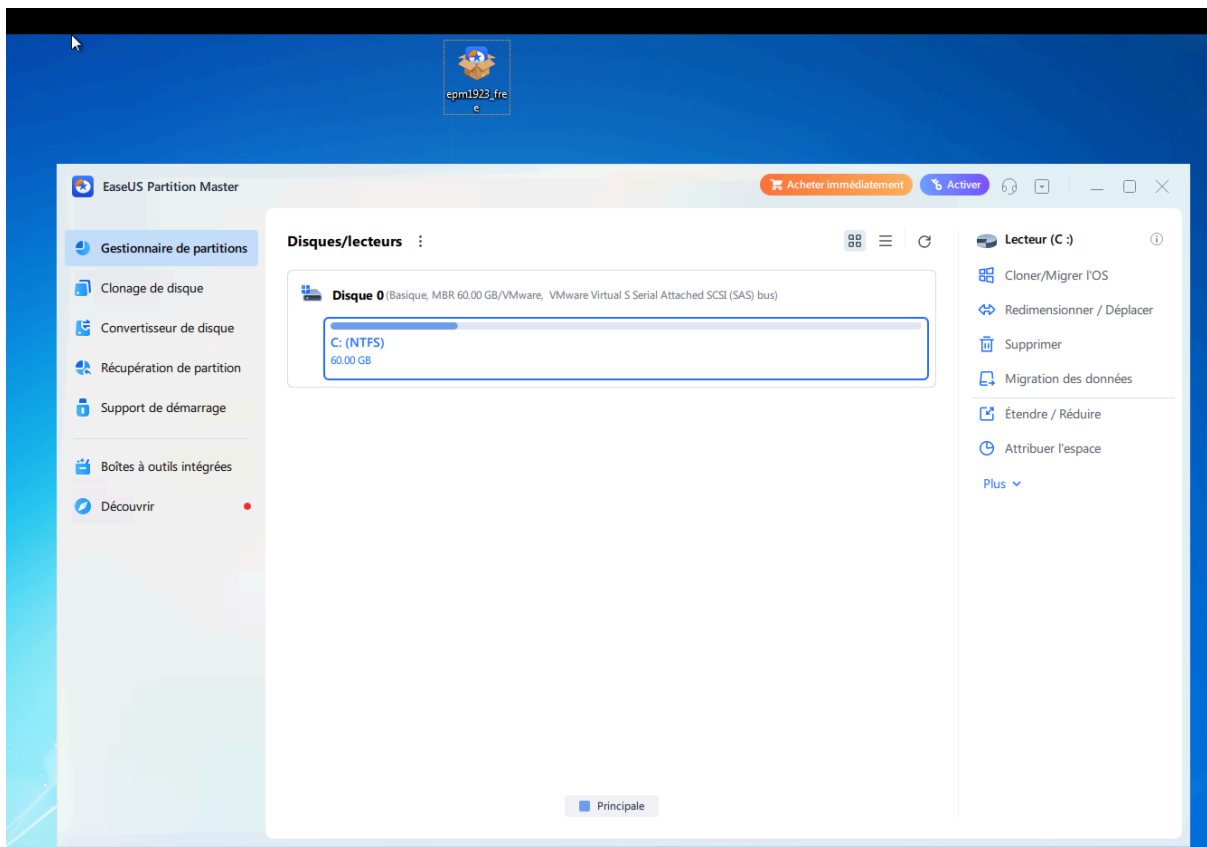 epm1923_fre
e
EaseUS Partition Master
Acheter immédiatement
Activer
Gestionnaire de partitions
Clonage de disque
Convertisseur de disque
Récupération de partition
Support de démarrage
Boîtes à outils intégrées
Découvrir
Disques/lecteurs
Disque 0 (Basique, MBR 60.00 GB/VMware, VMware Virtual S Serial Attached SCSI (SAS) bus)
C: (NTFS)
60.00 GB
Principale
Lecteur (C :)
Cloner/Migrer l'OS
Redimensionner / Déplacer
Supprimer
Migration des données
Étendre / Réduire
Attribuer l'espace
Plus